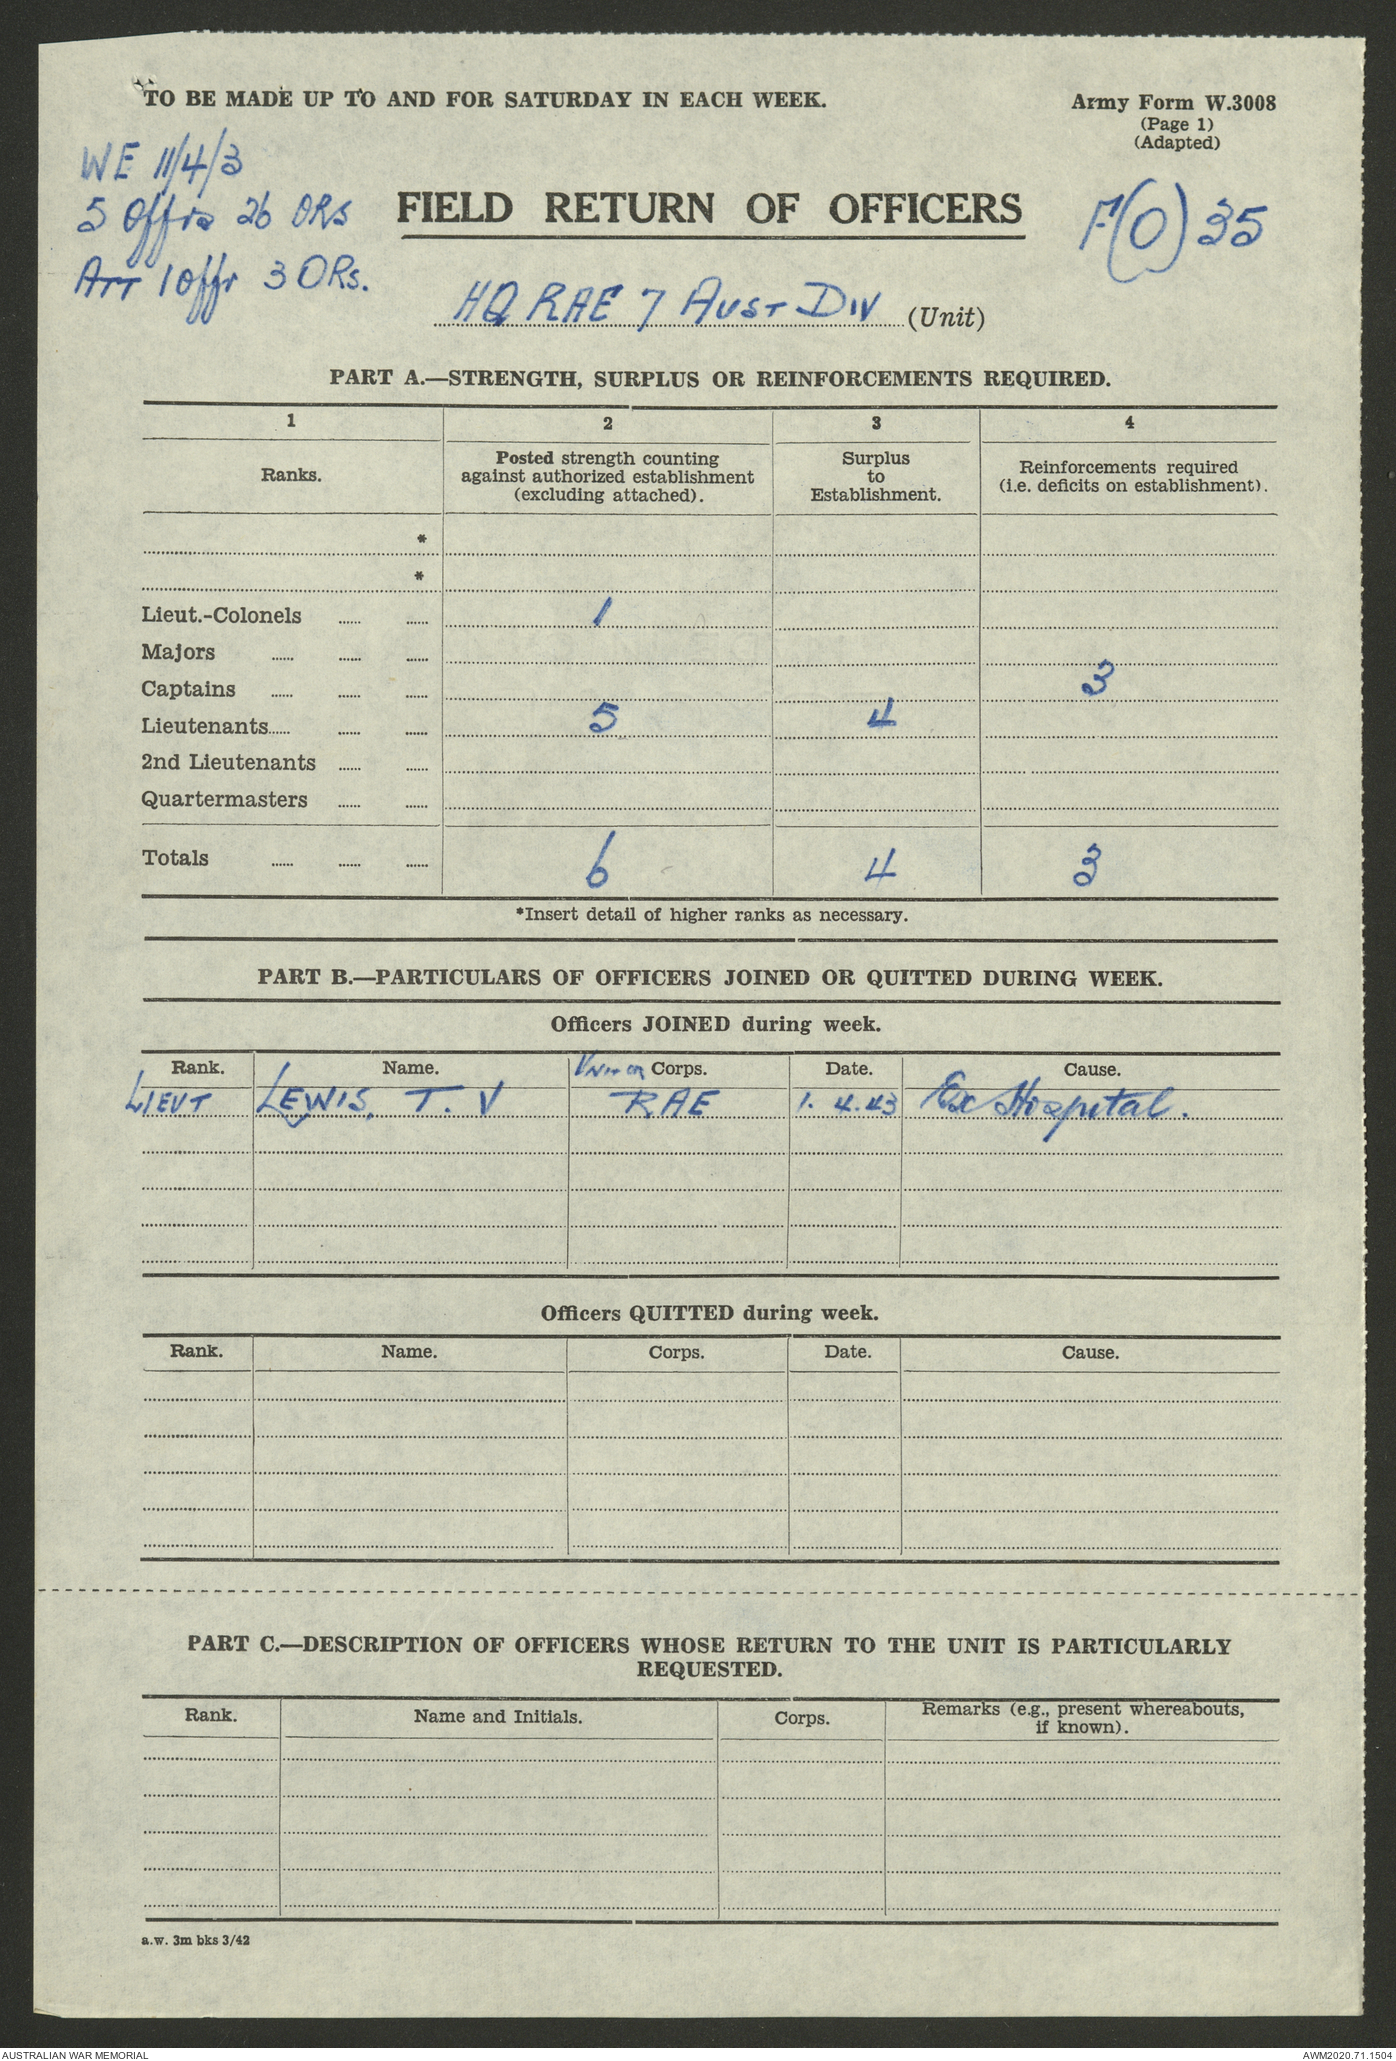 TO BE MADE UP TO AND FOR SATURDAY IN EACH WEEK.
Army Form W.3008
(Page 1)
(Adapted)
WE 11/4/3
5 Offrs 26 ORS
Att 1 offr 3 ORs.
FIELD RETURN OF OFFICERS
F(O) 35
HQ RAE 7 AUST DIV (Unit)
PART A.—STRENGTH, SURPLUS OR REINFORCEMENTS REQUIRED.
1 2 3 4
Ranks. Posted strength counting against authorized establishment (excluding attached). Surplus to Establishment. Reinforcements required (i.e. deficits on establishment).
*
*
Lieut.-Colonels ...... ...... 1
Majors ...... ...... ......
Captains ...... ...... ...... 3
Lieutenants...... ...... ...... 5 4
2nd Lieutenants ...... ......
Quartermasters ...... ......
Totals ...... ...... ...... 6 4 3
*Insert detail of higher ranks as necessary.
PART B.—PARTICULARS OF OFFICERS JOINED OR QUITTED DURING WEEK.
Officers JOINED during week.
Rank. Name. Unit or Corps. Date. Cause.
LIEUT LEWIS, T. V RAE 1. 4. 43 Ex Hospital.
Officers QUITTED during week.
Rank. Name. Corps. Date. Cause.
PART C.—DESCRIPTION OF OFFICERS WHOSE RETURN TO THE UNIT IS PARTICULARLY
REQUESTED.
Rank. Name and Initials. Corps. Remarks (e.g., present whereabouts, if known).
a.w. 3m bks 3/42
AUSTRALIAN WAR MEMORIAL
AWM2020.71.1504